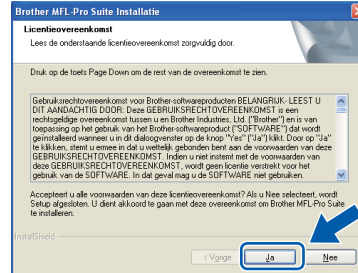 Brother MFL-Pro Suite Installatie
Licentieovereenkomst
Lees de onderstaande licentieovereenkomst zorgvuldig door.
Druk op de toets Page Down om de rest van de overeenkomst te zien.
Gebruiksrechtovereenkomst voor Brother-softwareproducten BELANGRIJK- LEEST U
DIT AANDACHTIG DOOR: Deze GEBRUIKSRECHTOVEREENKOMST is een
rechtsgeldige overeenkomst tussen u en Brother Industries, Ltd. ("Brother") en is van
toepassing op het gebruik van het Brother-softwareproduct ("SOFTWARE") dat wordt
geïnstalleerd wanneer u in dit dialoogvenster op de knop "Yes" ("Ja") klikt. Door op "Ja"
te klikken, stemt u ermee in dat u wettelijk gebonden bent aan de voorwaarden van deze
GEBRUIKSRECHTOVEREENKOMST. Indien u niet instemt met de voorwaarden van
deze GEBRUIKSRECHTOVEREENKOMST, wordt geen licentie verstrekt voor het
gebruik van de SOFTWARE. In dat geval mag u de SOFTWARE niet gebruiken.
Accepteert u alle voorwaarden van deze licentieovereenkomst? Als u Nee selecteert, wordt
Setup afgesloten. U dient akkoord te gaan met deze overeenkomst om Brother MFL-Pro Suite
te installeren.
InstallShield
< Vorige Ja Nee